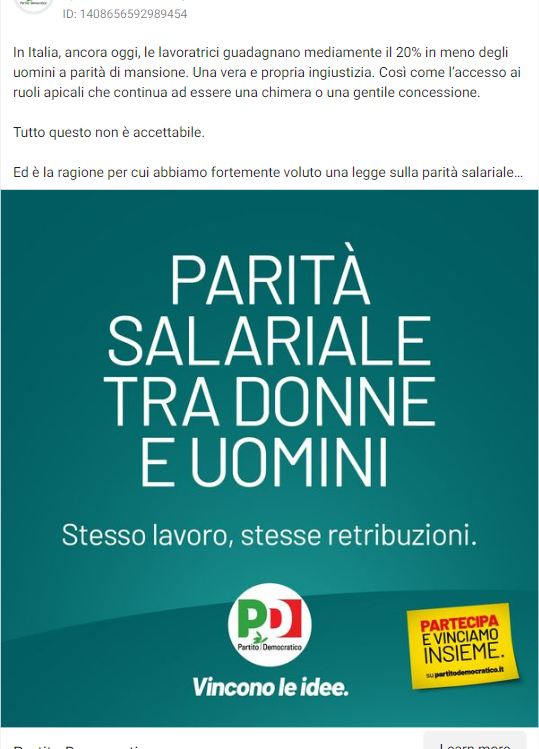 ID: 1408656592989454
In Italia, ancora oggi, le lavoratrici guadagnano mediamente il 20% in meno degli
uomini a parità di mansione. Una vera e propria ingiustizia. Così come l’accesso ai
ruoli apicali che continua ad essere una chimera o una gentile concessione.
Tutto questo non è accettabile.
Ed è la ragione per cui abbiamo fortemente voluto una legge sulla parità salariale...
PARITÀ
SALARIALE
TRA DONNE
E UOMINI
Stesso lavoro, stesse retribuzioni.
PD
Partito Democratico
Vincono le idee.
PARTECIPA
E VINCIAMO
INSIEME.
su partitodemocratico.it
Partito Democratico
Learn more